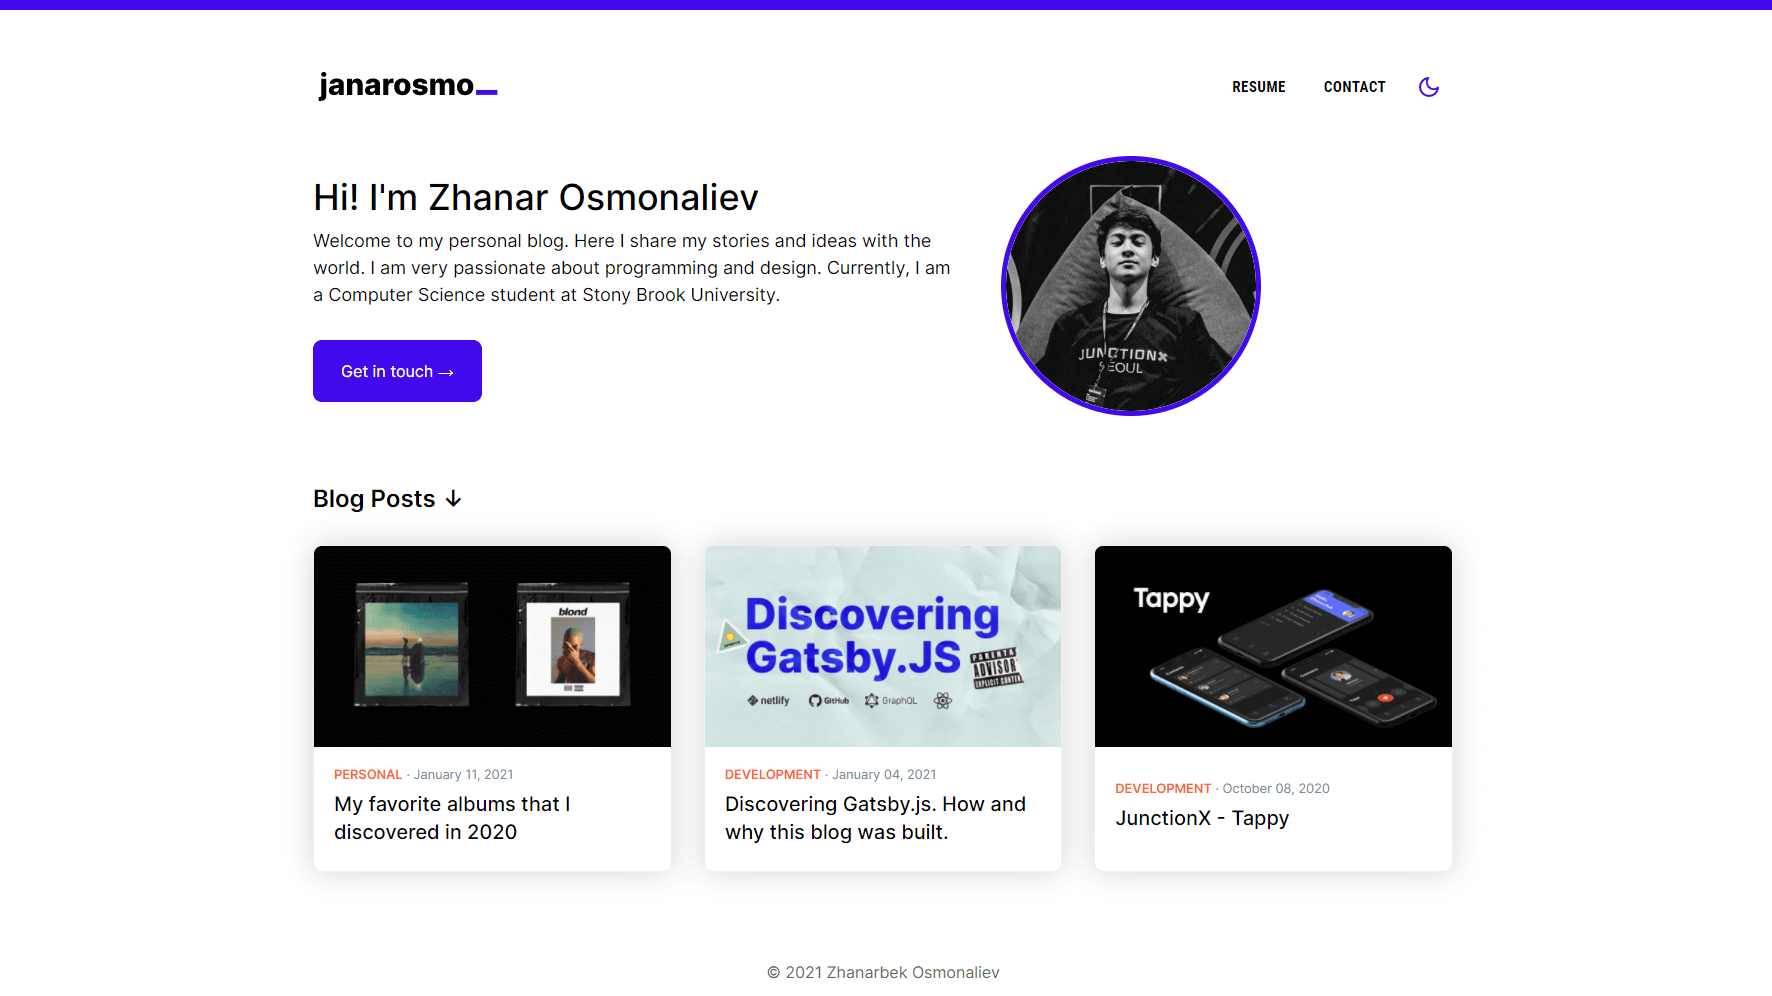 janarosmo_
RESUME
CONTACT
Hi! I'm Zhanar Osmonaliev
Welcome to my personal blog. Here I share my stories and ideas with the
world. I am very passionate about programming and design. Currently, I am
a Computer Science student at Stony Brook University.
Get in touch →
JUNCTIONX
SEOUL
Blog Posts ↓
blond
Discovering
Gatsby.JS
PARENTA
ADVISOR
EXPLICIT CONTEN
netlify
GitHub
GraphQL
Tappy
PERSONAL · January 11, 2021
My favorite albums that I
discovered in 2020
DEVELOPMENT · January 04, 2021
Discovering Gatsby.js. How and
why this blog was built.
DEVELOPMENT · October 08, 2020
JunctionX - Tappy
© 2021 Zhanarbek Osmonaliev